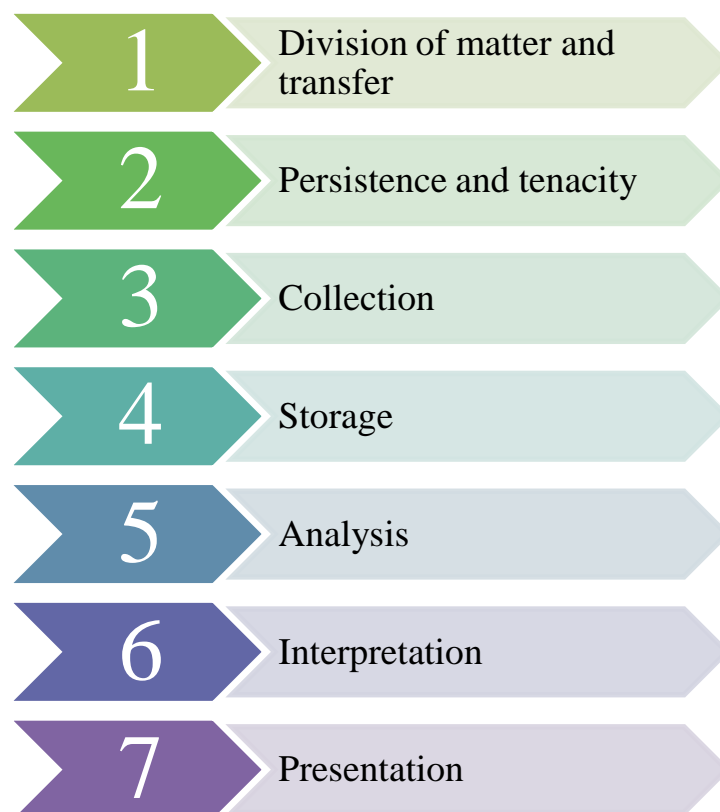 1
Division of matter and
transfer
2
Persistence and tenacity
3
Collection
4
Storage
5
Analysis
6
Interpretation
7
Presentation